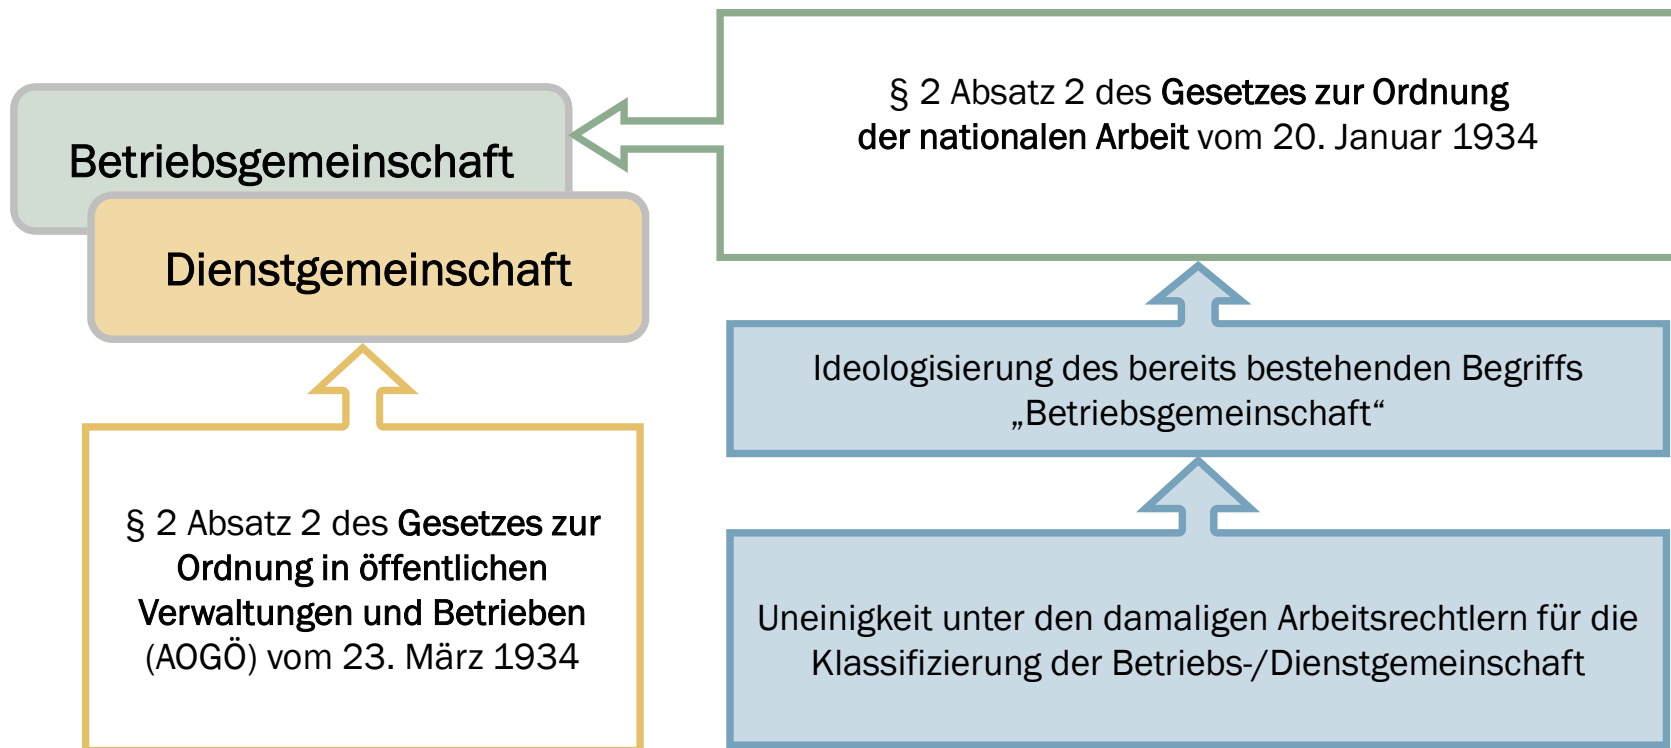 Betriebsgemeinschaft
Dienstgemeinschaft
§ 2 Absatz 2 des Gesetzes zur Ordnung
der nationalen Arbeit vom 20. Januar 1934
Ideologisierung des bereits bestehenden Begriffs
„Betriebsgemeinschaft“
§ 2 Absatz 2 des Gesetzes zur
Ordnung in öffentlichen
Verwaltungen und Betrieben
(AOGÖ) vom 23. März 1934
Uneinigkeit unter den damaligen Arbeitsrechtlern für die
Klassifizierung der Betriebs-/Dienstgemeinschaft